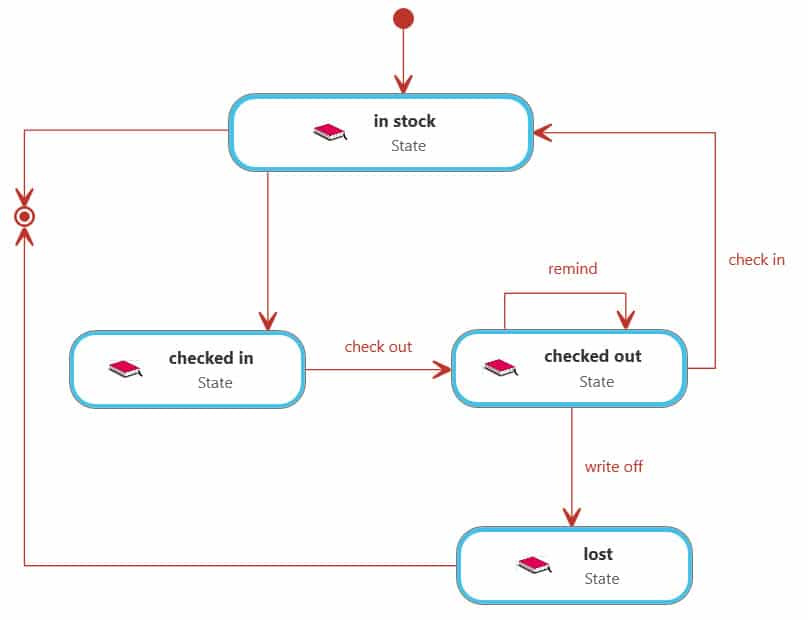 in stock
State
check in
remind
checked in
State
check out
checked out
State
write off
lost
State